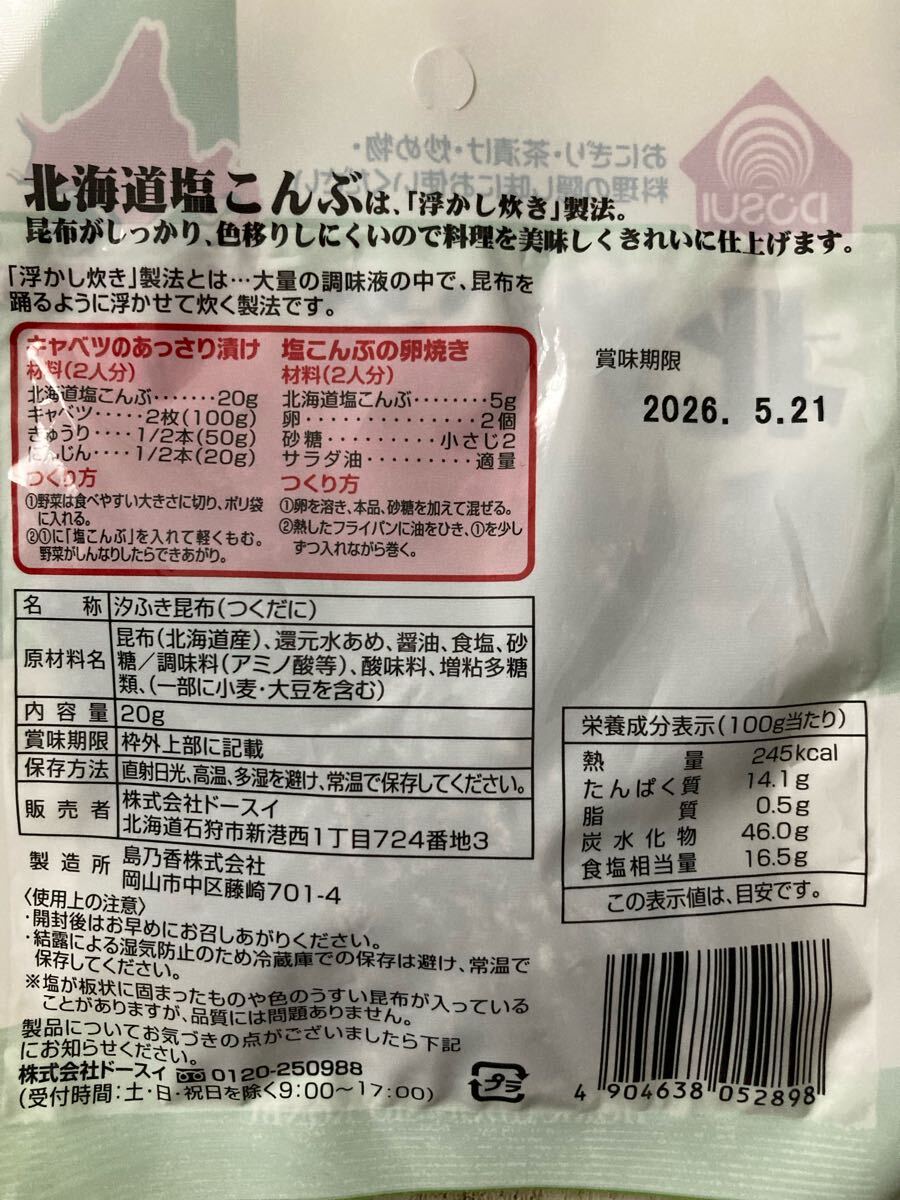 おにぎり・茶漬け・炒め物・
料理の隠し味にお使いください
DOSUI
北海道塩こんぶは、「浮かし炊き」製法。
昆布がしっかり、色移りしにくいので料理を美味しくきれいに仕上げます。
「浮かし炊き」製法とは…大量の調味液の中で、昆布を
踊るように浮かせて炊く製法です。
キャベツのあっさり漬け
材料(2人分)
北海道塩こんぶ‥‥‥‥20g
キャベツ‥‥‥2枚(100g)
きゅうり‥‥1/2本(50g)
にんじん‥‥1/2本(20g)
つくり方
①野菜は食べやすい大きさに切り、ポリ袋
に入れる。
②①に「塩こんぶ」を入れて軽くもむ。
野菜がしんなりしたらできあがり。
塩こんぶの卵焼き
材料(2人分)
北海道塩こんぶ‥‥‥‥5g
卵‥‥‥‥‥‥‥2個
砂糖‥‥‥‥‥小さじ2
サラダ油‥‥‥‥‥適量
つくり方
①卵を溶き、本品、砂糖を加えて混ぜる。
②熱したフライパンに油をひき、①を少し
ずつ入れながら巻く。
賞味期限
2026. 5.21
名称 汐ふき昆布(つくだに)
原材料名 昆布(北海道産)、還元水あめ、醤油、食塩、砂
糖/調味料(アミノ酸等)、酸味料、増粘多糖
類、(一部に小麦・大豆を含む)
内容量 20g
賞味期限 枠外上部に記載
保存方法 直射日光、高温、多湿を避け、常温で保存してください。
販売者 株式会社ドースイ
北海道石狩市新港西1丁目724番地3
製造所 島乃香株式会社
岡山市中区藤崎701-4
〈使用上の注意〉
・開封後はお早めにお召しあがりください。
・結露による湿気防止のため冷蔵庫での保存は避け、常温で
保存してください。
※塩が板状に固まったものや色のうすい昆布が入っている
ことがありますが、品質には問題ありません。
製品についてお気づきの点がございましたら下記
にお知らせください。
株式会社ドースイ 0120-250988
(受付時間:土・日・祝日を除く9:00〜17:00)
プラ
栄養成分表示(100g当たり)
熱量 245kcal
たんぱく質 14.1g
脂質 0.5g
炭水化物 46.0g
食塩相当量 16.5g
この表示値は、目安です。
4 904638 052898